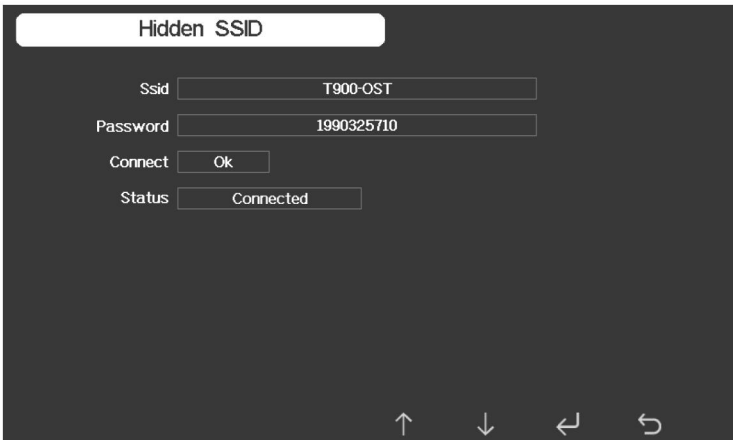 Hidden SSID
Ssid T900-OST
Password 1990325710
Connect Ok
Status Connected